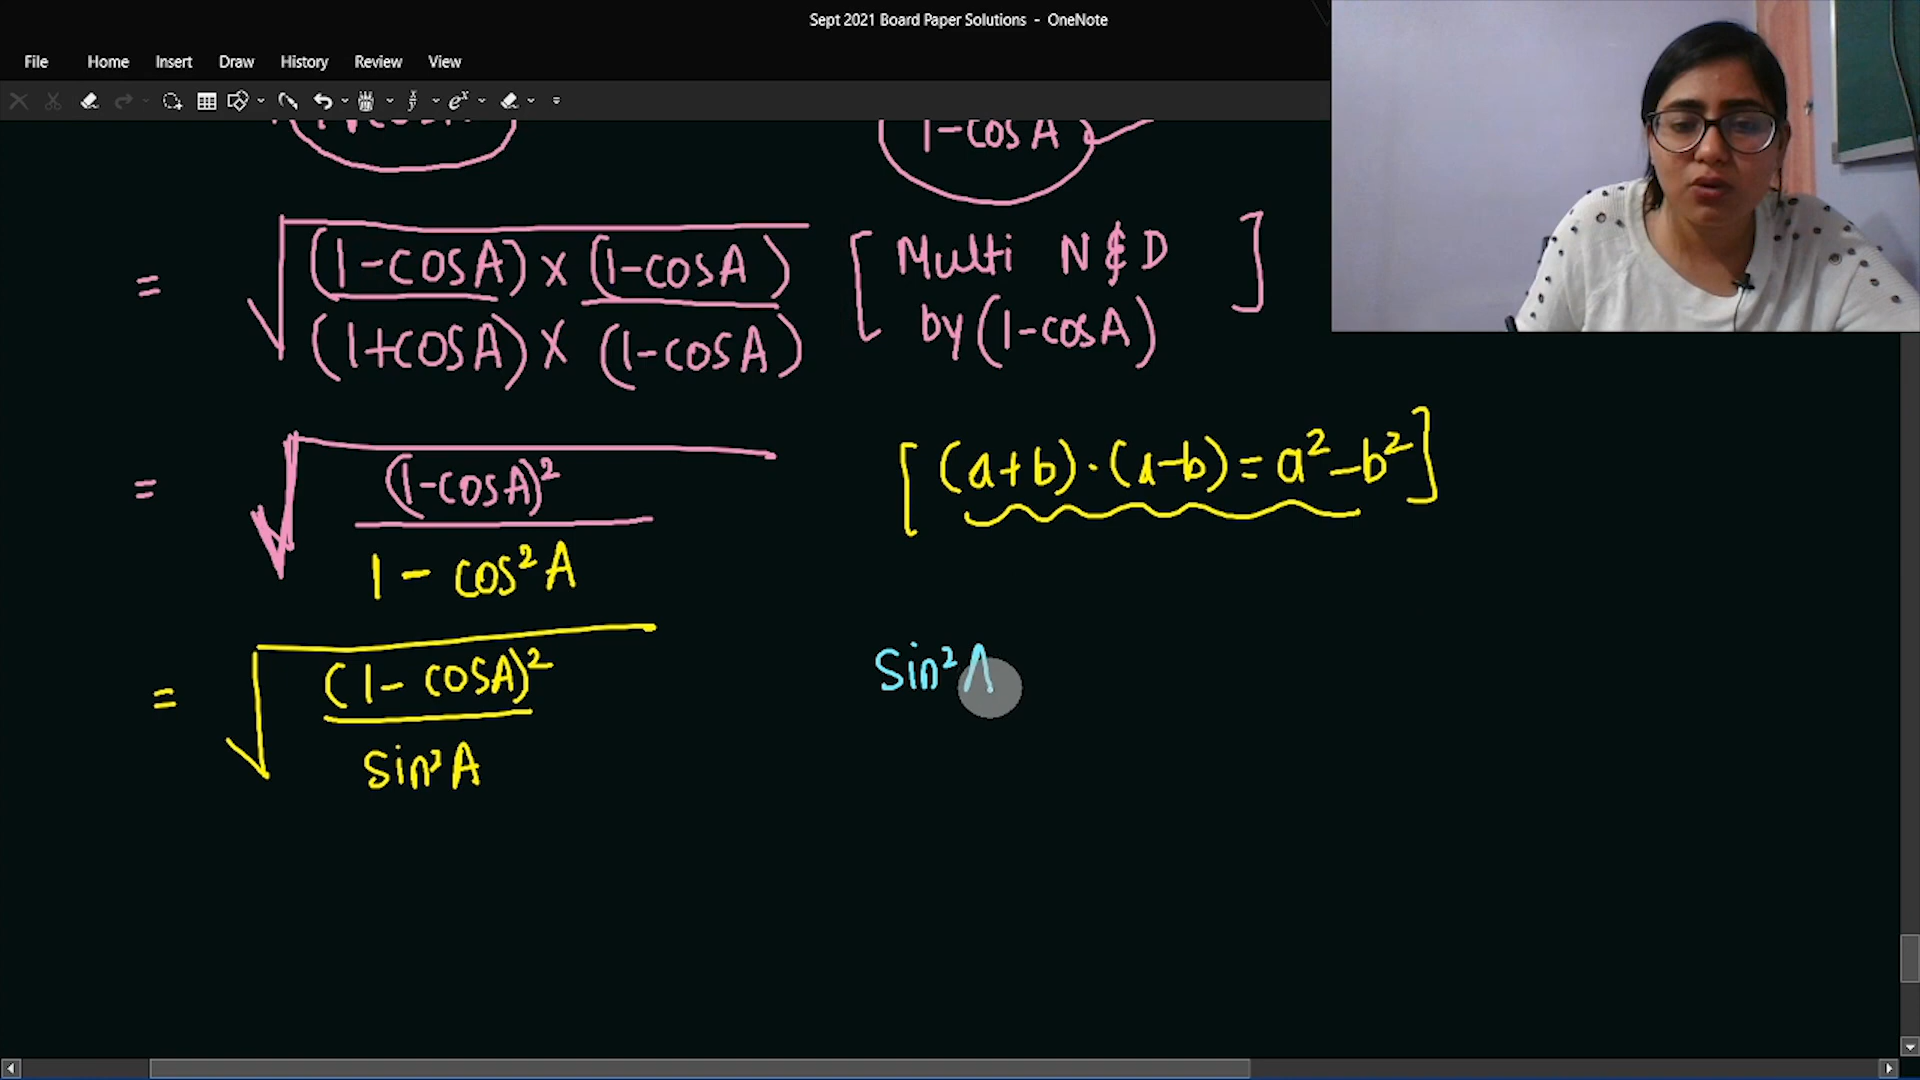 Sept 2021 Board Paper Solutions - OneNote
File Home Insert Draw History Review View
1-cosA
= √((1-cosA) × (1-cosA) / (1+cosA) × (1-cosA)) [Multi N & D by (1-cosA)]
= √((1-cosA)² / 1 - cos²A) [(a+b)·(a-b) = a²-b²]
= √((1-cosA)² / sin²A) Sin²A